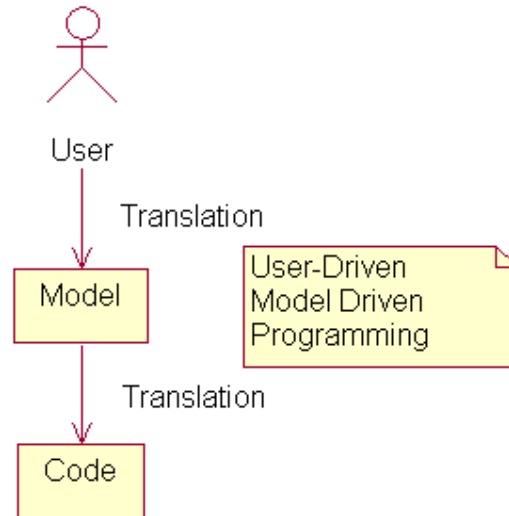 User
Translation
Model
User-Driven
Model Driven
Programming
Translation
Code